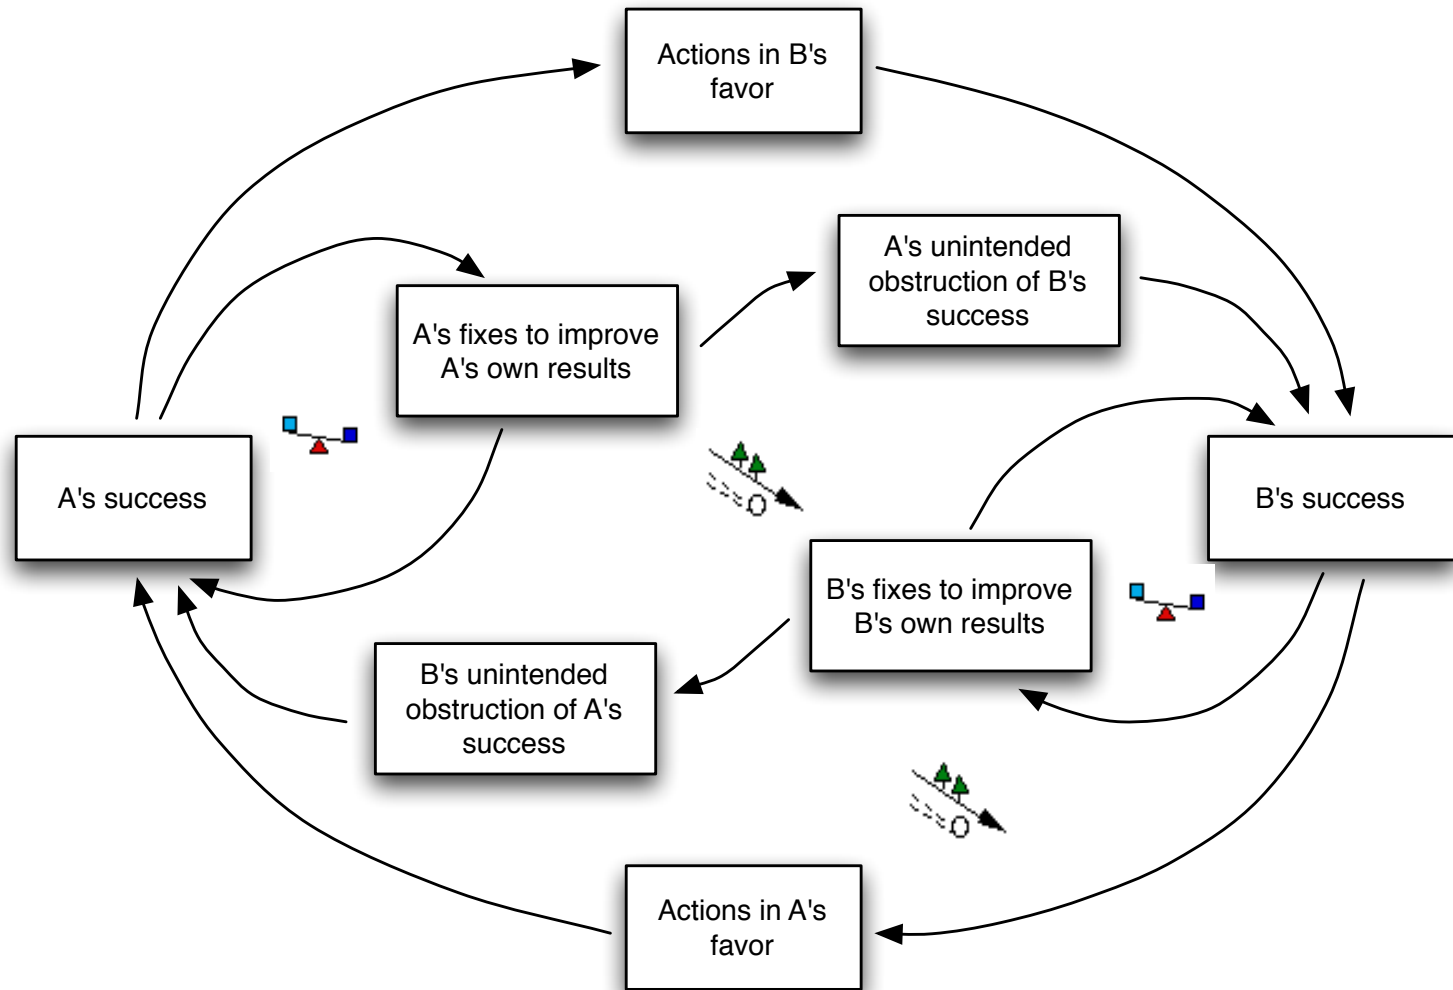 Actions in B's
favor
A's unintended
obstruction of B's
success
A's fixes to improve
A's own results
A's success
B's success
B's fixes to improve
B's own results
B's unintended
obstruction of A's
success
Actions in A's
favor